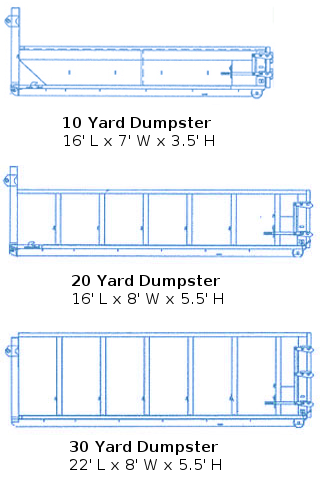 10 Yard Dumpster
16' L x 7' W x 3.5' H
20 Yard Dumpster
16' L x 8' W x 5.5' H
30 Yard Dumpster
22' L x 8' W x 5.5' H